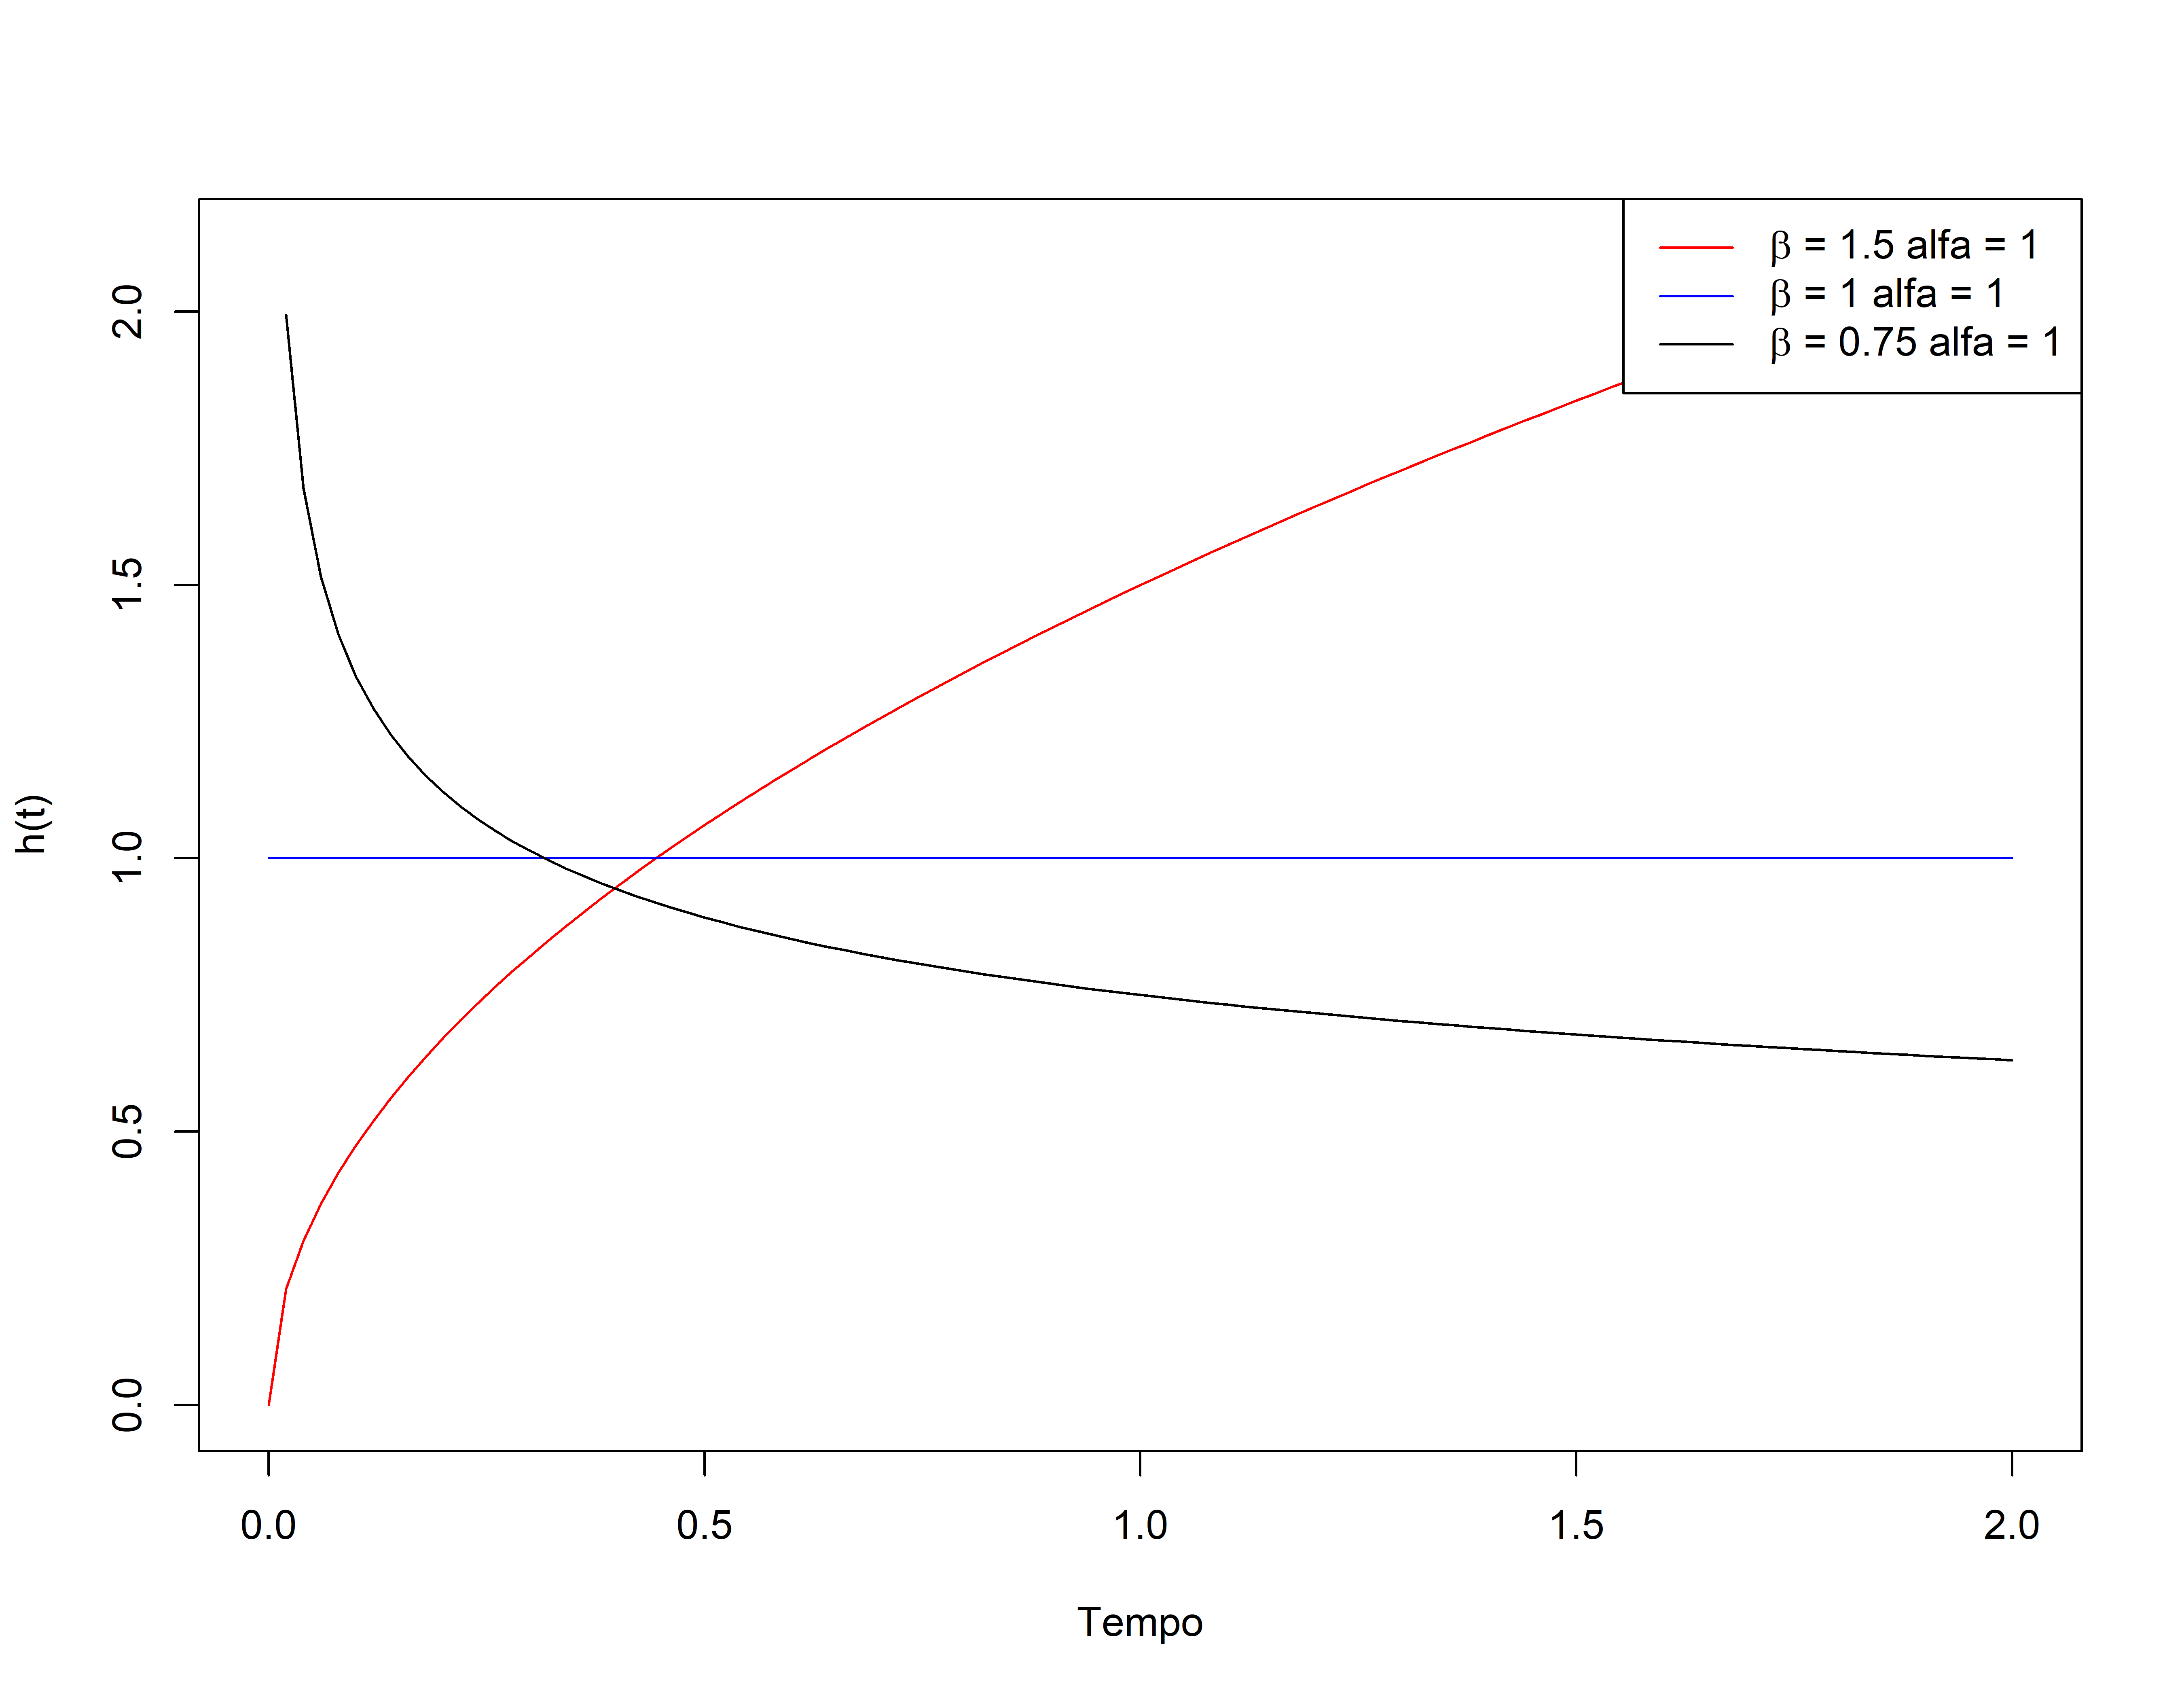 β = 1.5 alfa = 1
β = 1 alfa = 1
β = 0.75 alfa = 1
2.0
1.5
1.0
0.5
0.0
h(t)
0.0 0.5 1.0 1.5 2.0
Tempo